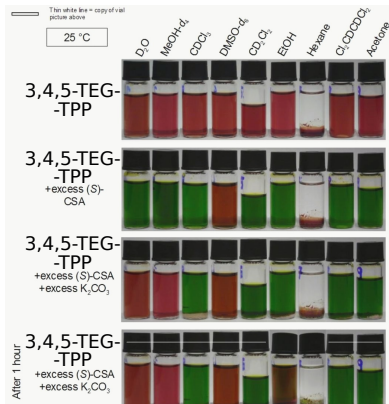 Thin white line = copy of vial
picture above
25 °C
D₂O
MeOH-d₄
CDCl₃
DMSO-d₆
CD₂Cl₂
EtOH
Hexane
Cl₂CDCDCl₂
Acetone
3,4,5-TEG-
-TPP
3,4,5-TEG-
-TPP
+excess (S)-
CSA
3,4,5-TEG-
-TPP
+excess (S)-CSA
+excess K₂CO₃
After 1 hour
3,4,5-TEG-
-TPP
+excess (S)-CSA
+excess K₂CO₃